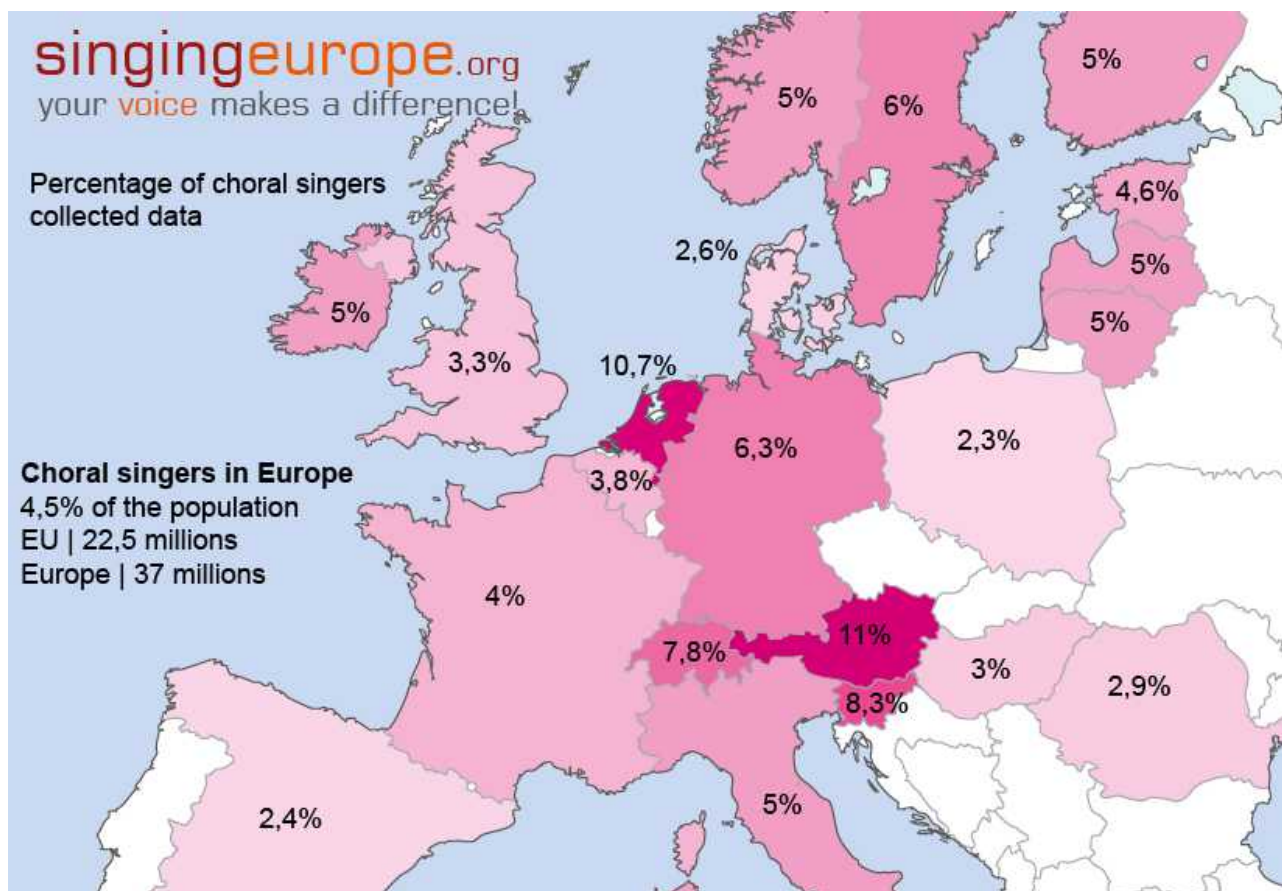 singingeurope.org
your voice makes a difference!
Percentage of choral singers
collected data
5%
6%
5%
4,6%
2,6%
5%
5%
5%
3,3%
10,7%
6,3%
2,3%
3,8%
Choral singers in Europe
4,5% of the population
EU | 22,5 millions
Europe | 37 millions
4%
11%
7,8%
3%
2,9%
8,3%
5%
2,4%